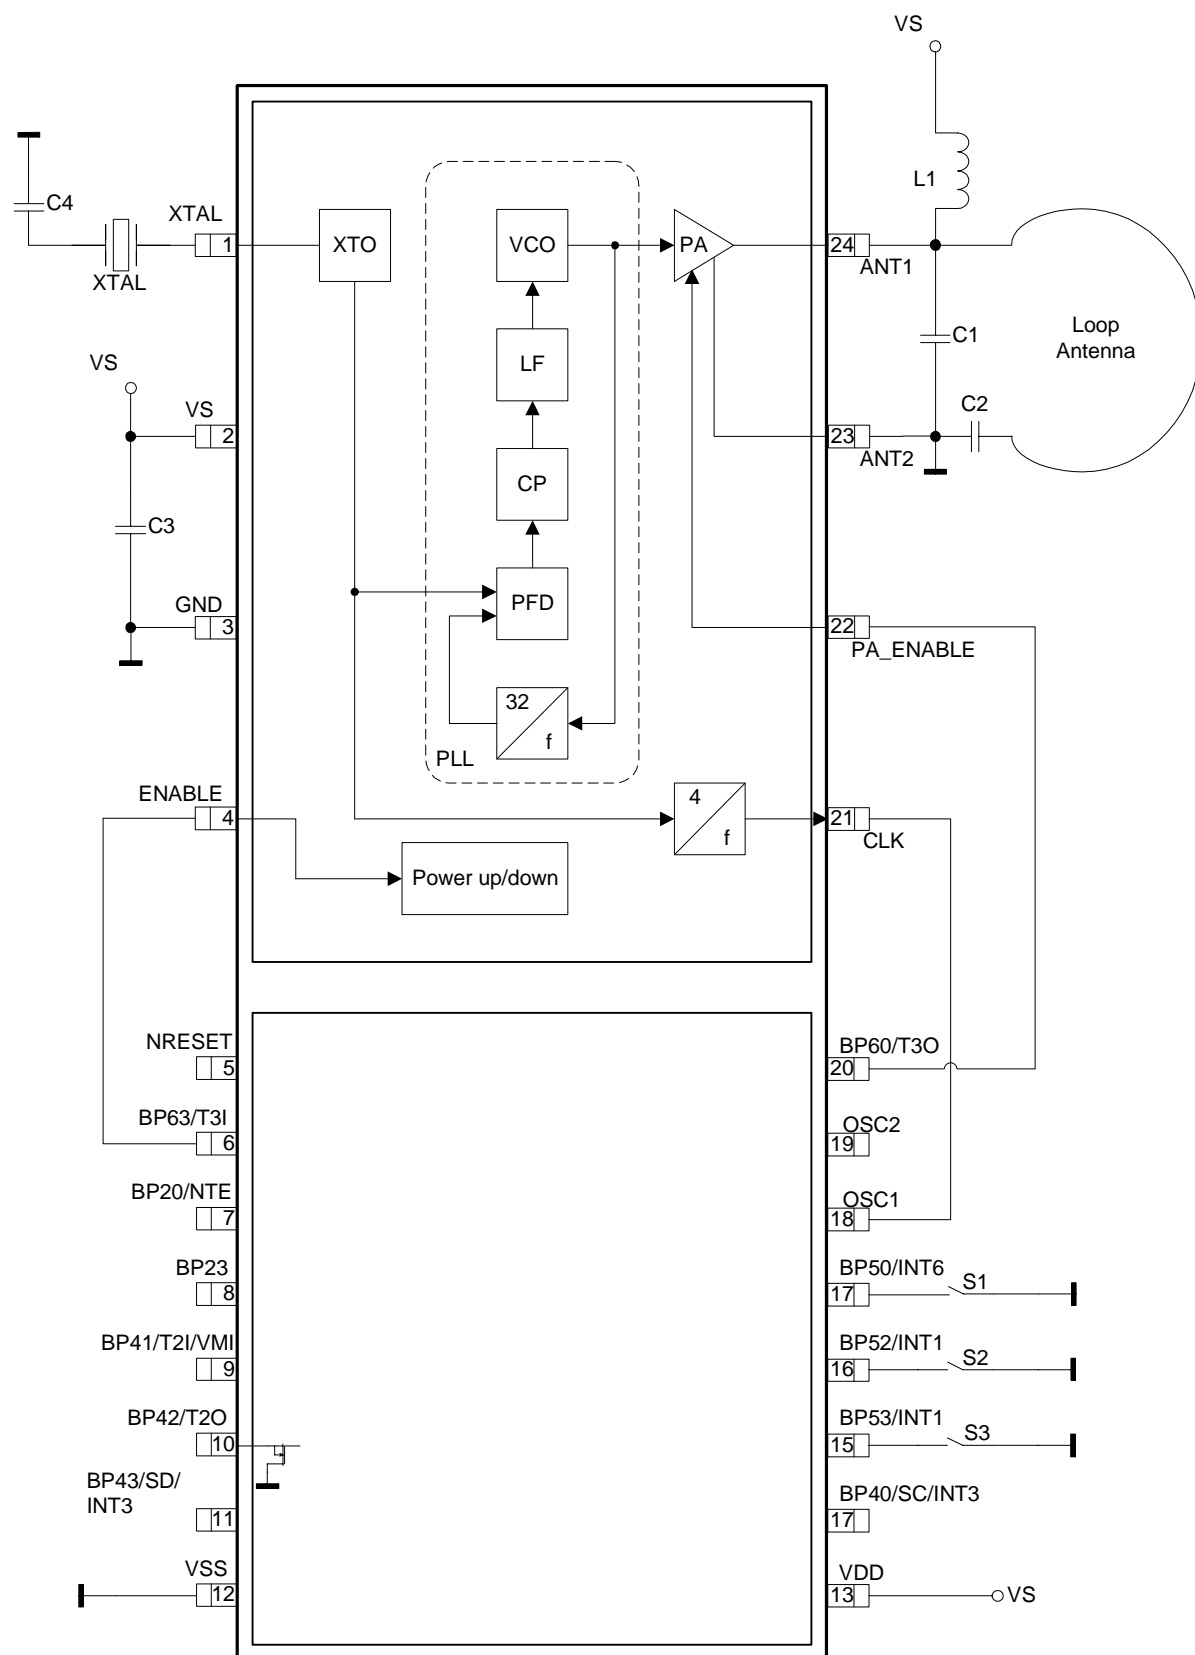 VS
C4
XTAL
1
XTAL
XTO
VCO
PA
24
ANT1
L1
C1
Loop
Antenna
C2
VS
VS
2
LF
23
ANT2
CP
C3
GND
3
PFD
22
PA_ENABLE
32
f
PLL
ENABLE
4
4
f
21
CLK
Power up/down
NRESET
5
BP60/T3O
20
BP63/T3I
6
OSC2
19
BP20/NTE
7
OSC1
18
BP23
8
BP50/INT6
17
S1
BP41/T2I/VMI
9
BP52/INT1
16
S2
BP42/T2O
10
BP53/INT1
15
S3
BP43/SD/
INT3
11
BP40/SC/INT3
17
VSS
12
VDD
13
VS